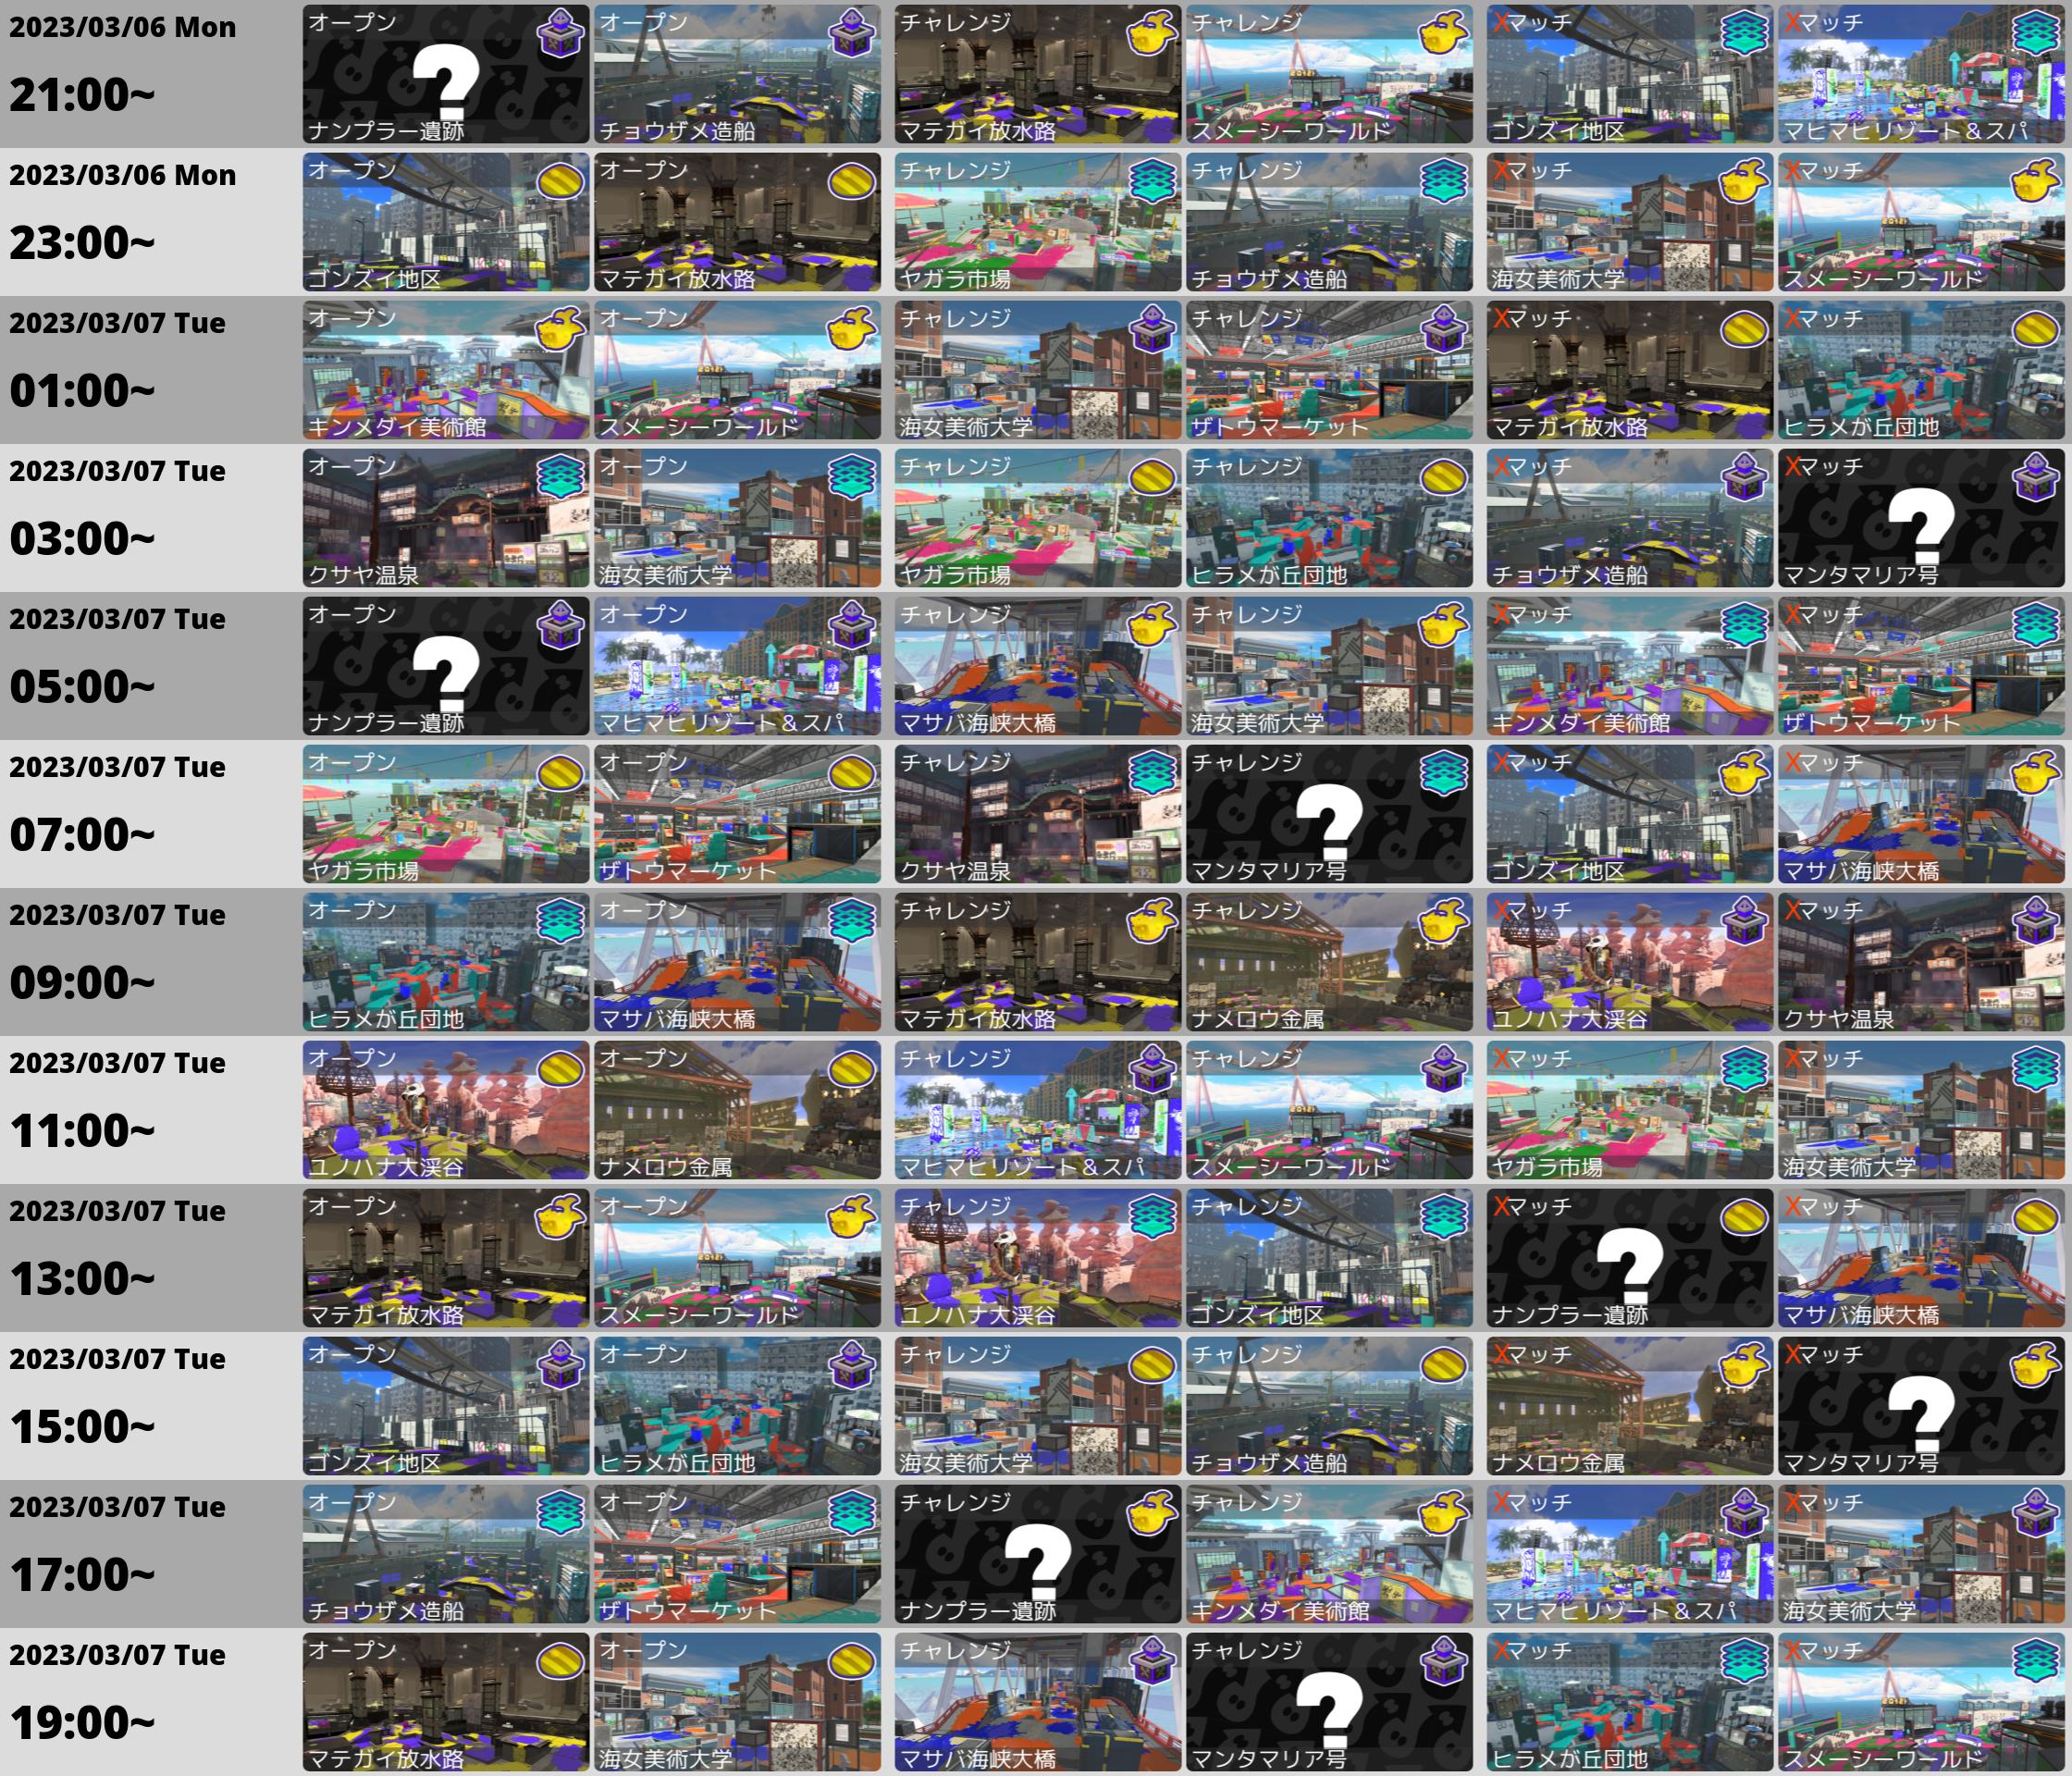 2023/03/06 Mon
21:00~
オープン
ナンプラー遺跡
オープン
チョウザメ造船
チャレンジ
マテガイ放水路
チャレンジ
スメーシーワールド
Xマッチ
ゴンズイ地区
Xマッチ
マヒマヒリゾート＆スパ
2023/03/06 Mon
23:00~
オープン
ゴンズイ地区
オープン
マテガイ放水路
チャレンジ
ヤガラ市場
チャレンジ
チョウザメ造船
Xマッチ
海女美術大学
Xマッチ
スメーシーワールド
2023/03/07 Tue
01:00~
オープン
キンメダイ美術館
オープン
スメーシーワールド
チャレンジ
海女美術大学
チャレンジ
ザトウマーケット
Xマッチ
マテガイ放水路
Xマッチ
ヒラメが丘団地
2023/03/07 Tue
03:00~
オープン
クサヤ温泉
オープン
海女美術大学
チャレンジ
ヤガラ市場
チャレンジ
ヒラメが丘団地
Xマッチ
チョウザメ造船
Xマッチ
マンタマリア号
2023/03/07 Tue
05:00~
オープン
ナンプラー遺跡
オープン
マヒマヒリゾート＆スパ
チャレンジ
マサバ海峡大橋
チャレンジ
海女美術大学
Xマッチ
キンメダイ美術館
Xマッチ
ザトウマーケット
2023/03/07 Tue
07:00~
オープン
ヤガラ市場
オープン
ザトウマーケット
チャレンジ
クサヤ温泉
チャレンジ
マンタマリア号
Xマッチ
ゴンズイ地区
Xマッチ
マサバ海峡大橋
2023/03/07 Tue
09:00~
オープン
ヒラメが丘団地
オープン
マサバ海峡大橋
チャレンジ
マテガイ放水路
チャレンジ
ナメロウ金属
Xマッチ
ユノハナ大渓谷
Xマッチ
クサヤ温泉
2023/03/07 Tue
11:00~
オープン
ユノハナ大渓谷
オープン
ナメロウ金属
チャレンジ
マヒマヒリゾート＆スパ
チャレンジ
スメーシーワールド
Xマッチ
ヤガラ市場
Xマッチ
海女美術大学
2023/03/07 Tue
13:00~
オープン
マテガイ放水路
オープン
スメーシーワールド
チャレンジ
ユノハナ大渓谷
チャレンジ
ゴンズイ地区
Xマッチ
ナンプラー遺跡
Xマッチ
マサバ海峡大橋
2023/03/07 Tue
15:00~
オープン
ゴンズイ地区
オープン
ヒラメが丘団地
チャレンジ
海女美術大学
チャレンジ
チョウザメ造船
Xマッチ
ナメロウ金属
Xマッチ
マンタマリア号
2023/03/07 Tue
17:00~
オープン
チョウザメ造船
オープン
ザトウマーケット
チャレンジ
ナンプラー遺跡
チャレンジ
キンメダイ美術館
Xマッチ
マヒマヒリゾート＆スパ
Xマッチ
海女美術大学
2023/03/07 Tue
19:00~
オープン
マテガイ放水路
オープン
海女美術大学
チャレンジ
マサバ海峡大橋
チャレンジ
マンタマリア号
Xマッチ
ヒラメが丘団地
Xマッチ
スメーシーワールド